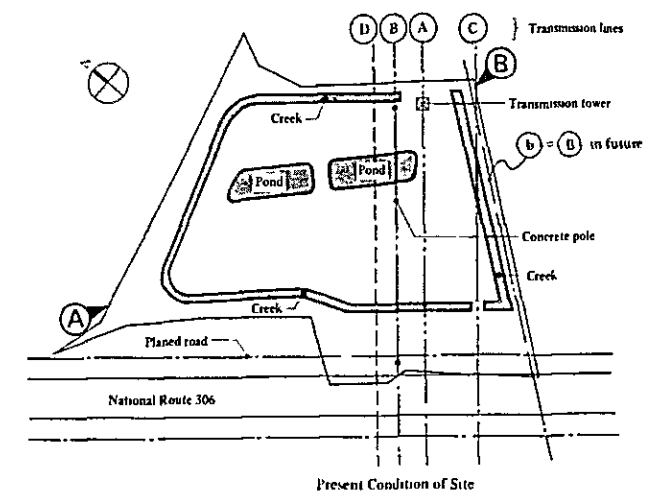 D B A C } Transmission lines
B
Creek
Transmission tower
b = B in future
Pond
Pond
Concrete pole
Creek
A
Creek
Planed road
National Route 306
Present Condition of Site